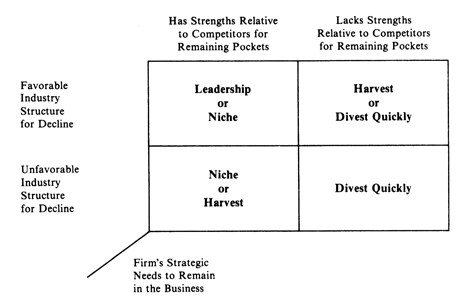 Has Strengths Relative
to Competitors for
Remaining Pockets
Lacks Strengths
Relative to Competitors
for Remaining Pockets
Favorable
Industry
Structure
for Decline
Leadership
or
Niche
Harvest
or
Divest Quickly
Unfavorable
Industry
Structure
for Decline
Niche
or
Harvest
Divest Quickly
Firm's Strategic
Needs to Remain
in the Business